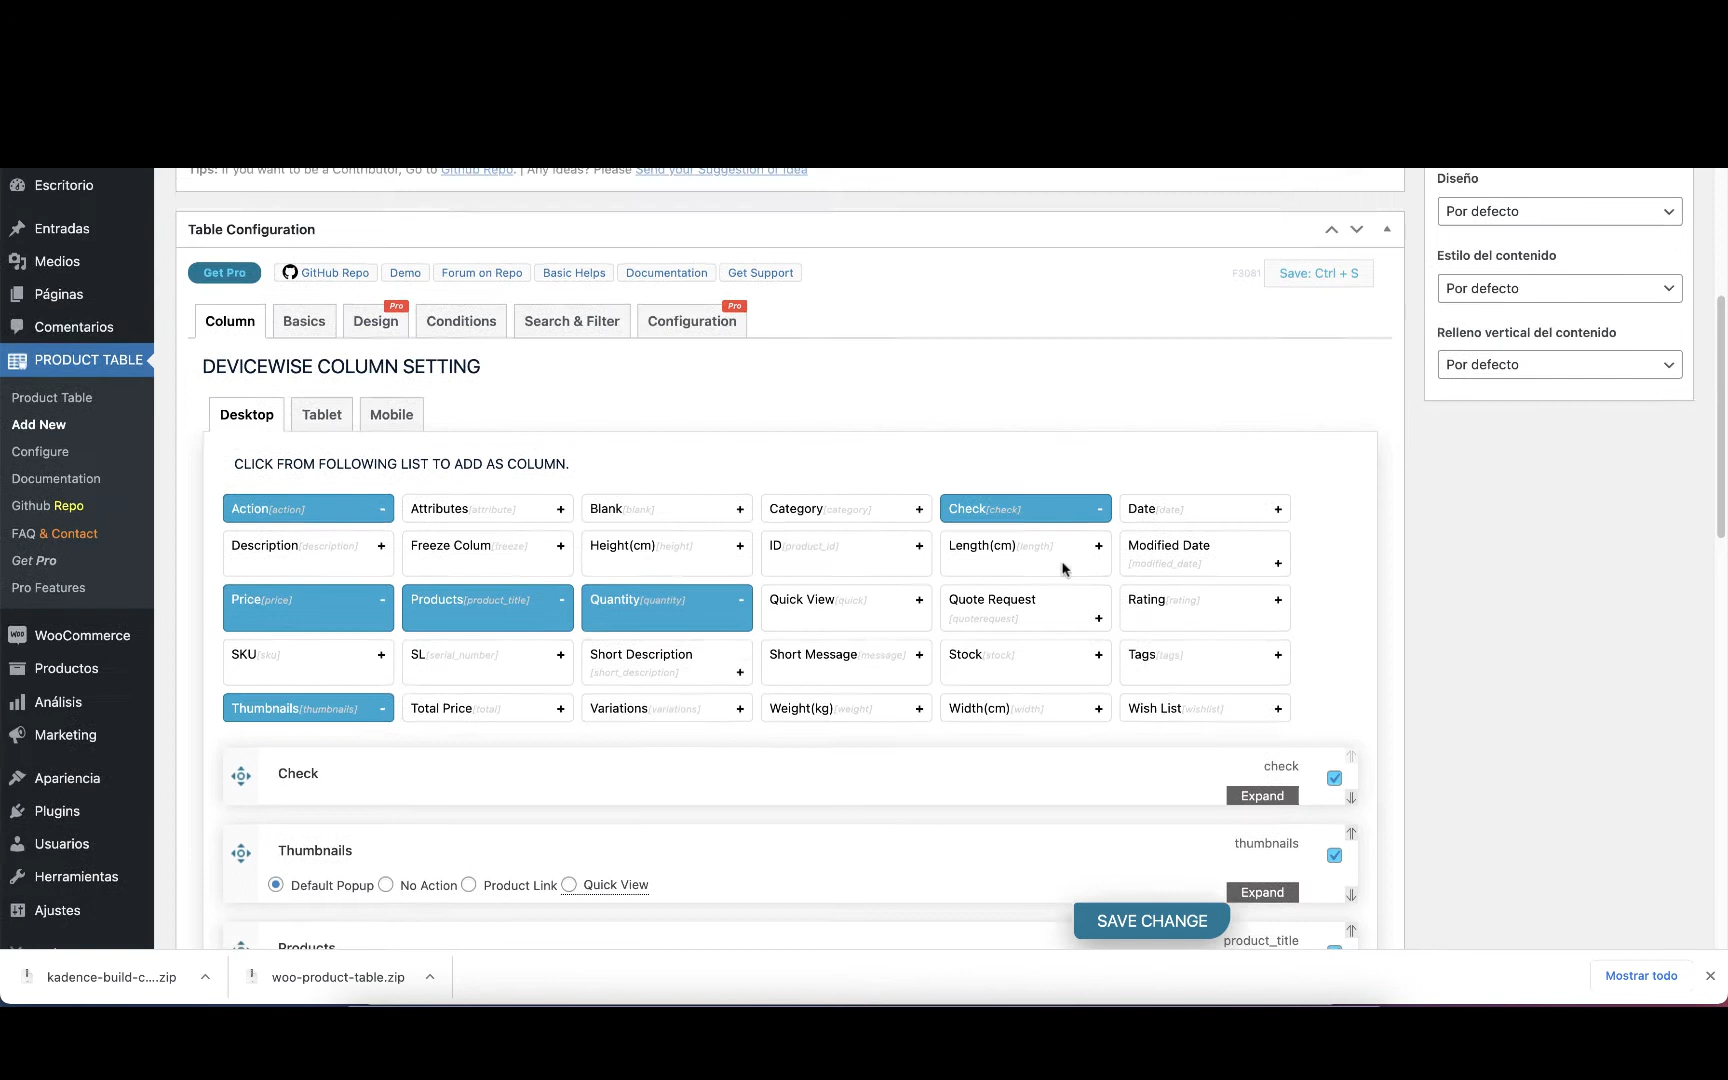 Tips: If you want to be a Contributor, Go to Github Repo. | Any Ideas? Please Send your Suggestion or Idea
Escritorio
Entradas
Medios
Páginas
Comentarios
PRODUCT TABLE
Product Table
Add New
Configure
Documentation
Github Repo
FAQ & Contact
Get Pro
Pro Features
WooCommerce
Productos
Análisis
Marketing
Apariencia
Plugins
Usuarios
Herramientas
Ajustes
Table Configuration
Get Pro GitHub Repo Demo Forum on Repo Basic Helps Documentation Get Support F3081 Save: Ctrl + S
Pro Pro
Column Basics Design Conditions Search & Filter Configuration
DEVICEWISE COLUMN SETTING
Desktop Tablet Mobile
CLICK FROM FOLLOWING LIST TO ADD AS COLUMN.
Action[action] - Attributes[attribute] + Blank[blank] + Category[category] + Check[check] - Date[date] +
Description[description] + Freeze Colum[freeze] + Height(cm)[height] + ID[product_id] + Length(cm)[length] + Modified Date
[modified_date] +
Price[price] - Products[product_title] - Quantity[quantity] - Quick View[quick] + Quote Request Rating[rating] +
[quoterequest] +
SKU[sku] + SL[serial_number] + Short Description Short Message[message] + Stock[stock] + Tags[tags] +
[short_description] +
Thumbnails[thumbnails] - Total Price[total] + Variations[variations] + Weight(kg)[weight] + Width(cm)[width] + Wish List[wishlist] +
Check check
Expand
Thumbnails thumbnails
Default Popup No Action Product Link Quick View
Expand
SAVE CHANGE
Products product_title
Diseño
Por defecto
Estilo del contenido
Por defecto
Relleno vertical del contenido
Por defecto
kadence-build-c....zip woo-product-table.zip Mostrar todo